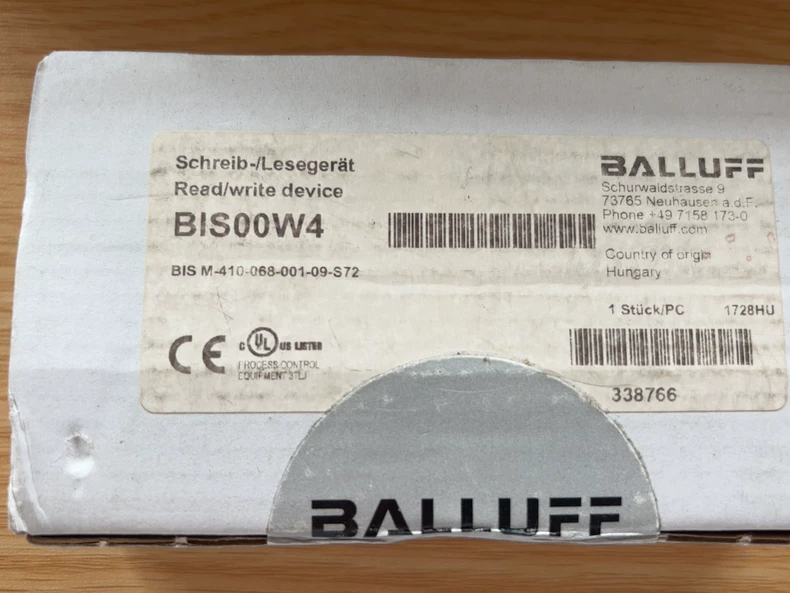 Schreib-/Lesegerät
Read/write device
BIS00W4
BIS M-410-068-001-09-S72
BALLUFF
Schurwaldstrasse 9
73765 Neuhausen a.d.F.
Phone +49 7158 173-0
www.balluff.com
Country of origin
Hungary
1 Stück/PC 1728HU
338766
CE
C UL US LISTED
PROCESS CONTROL
EQUIPMENT 37LJ
BALLUFF